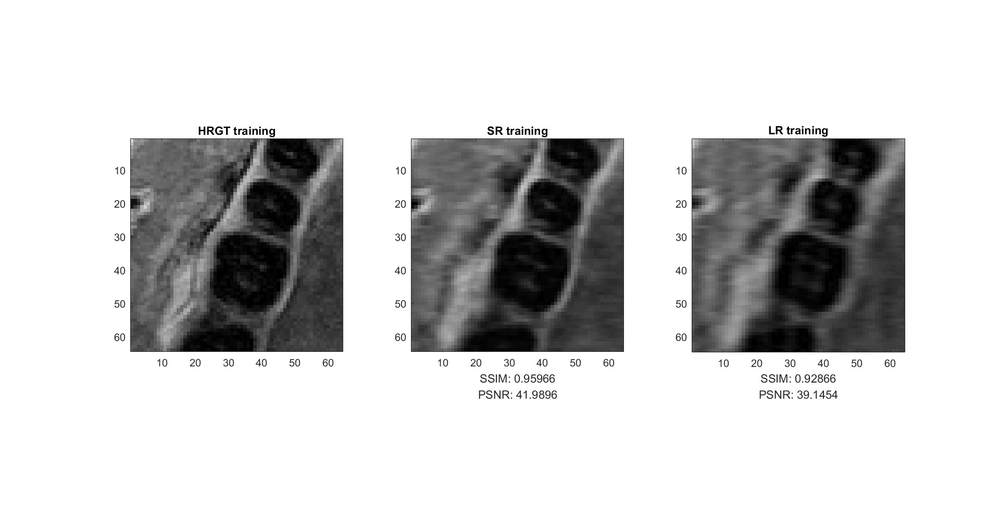 HRGT training
SR training
LR training
10
20
30
40
50
60
10 20 30 40 50 60
10
20
30
40
50
60
10 20 30 40 50 60
SSIM: 0.95966
PSNR: 41.9896
10
20
30
40
50
60
10 20 30 40 50 60
SSIM: 0.92866
PSNR: 39.1454